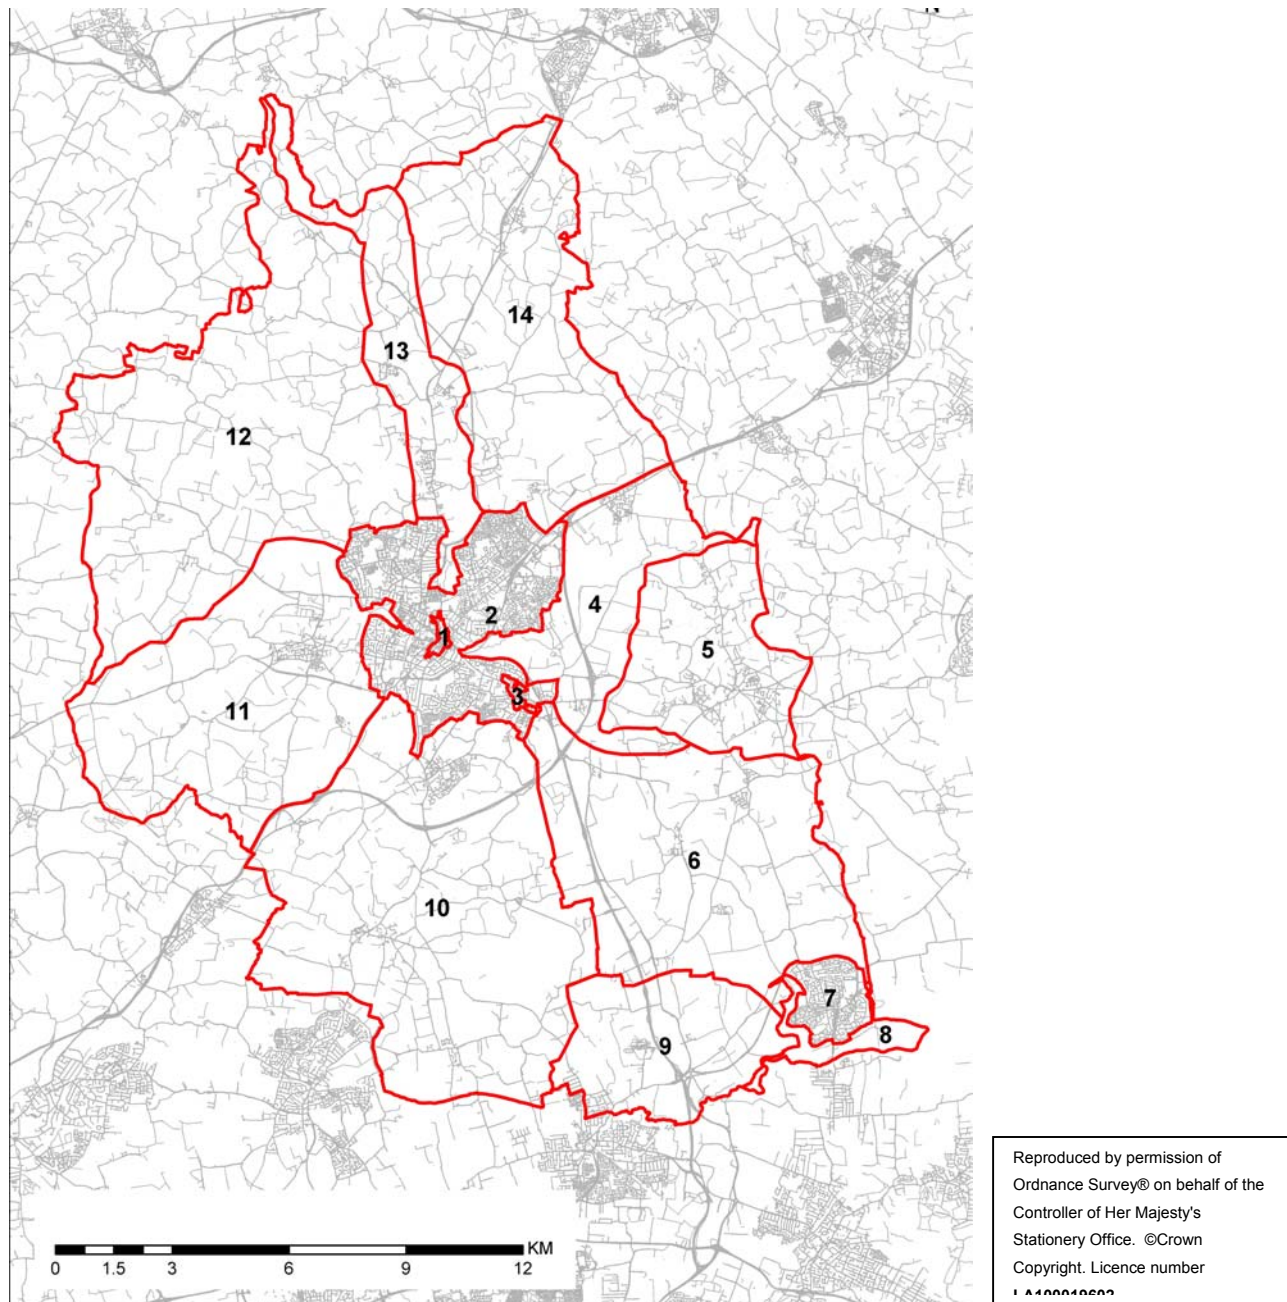 14
13
12
2
4
1
5
3
11
6
10
7
8
9
KM
0 1.5 3 6 9 12
Reproduced by permission of
Ordnance Survey® on behalf of the
Controller of Her Majesty's
Stationery Office. ©Crown
Copyright. Licence number